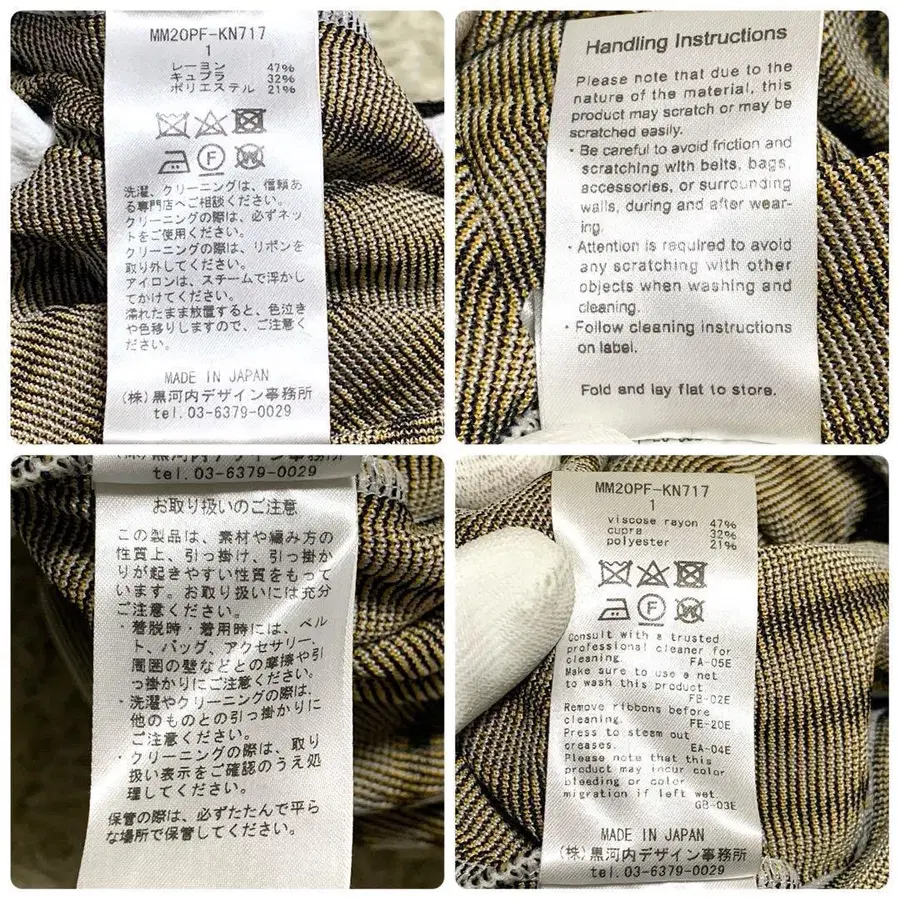 MM20PF-KN717
1
レーヨン 47%
キュプラ 32%
ポリエステル 21%
F
W
洗濯、クリーニングは、信頼あ
る専門店へご相談ください。
クリーニングの際は、必ずネッ
トをご使用ください。
クリーニングの際は、リボンを
取り外してください。
アイロンは、スチームで浮かし
てかけてください。
濡れたまま放置すると、色泣き
や色移りしますので、ご注意く
ださい。
MADE IN JAPAN
(株)黒河内デザイン事務所
tel.03-6379-0029
Handling Instructions
Please note that due to the
nature of the material, this
product may scratch or may be
scratched easily.
・Be careful to avoid friction and
scratching with belts, bags,
accessories, or surrounding
walls, during and after wear-
ing.
・Attention is required to avoid
any scratching with other
objects when washing and
cleaning.
・Follow cleaning instructions
on label.
Fold and lay flat to store.
(株)黒河内デザイン事務所
tel.03-6379-0029
お取り扱いのご注意
この製品は、素材や編み方の
性質上、引っ掛け、引っ掛か
りが起きやすい性質をもって
います。お取り扱いには充分
ご注意ください。
・着脱時・着用時には、ベル
ト、バッグ、アクセサリー、
周囲の壁などとの摩擦や引
っ掛かりにご注意ください。
・洗濯やクリーニングの際は、
他のものとの引っ掛かりに
ご注意ください。
・クリーニングの際は、取り
扱い表示をご確認のうえ処
理してください。
保管の際は、必ずたたんで平ら
な場所で保管してください。
MM20PF-KN717
1
viscose rayon 47%
cupra 32%
polyester 21%
F
W
Consult with a trusted
professional cleaner for
cleaning. FA-05E
Make sure to use a net
to wash this product
FB-02E
Remove ribbons before
cleaning. FE-20E
Press to steam out
creases. EA-04E
Please note that this
product may incur color
bleeding or color
migration if left wet.
GB-03E
MADE IN JAPAN
(株)黒河内デザイン事務所
tel.03-6379-0029